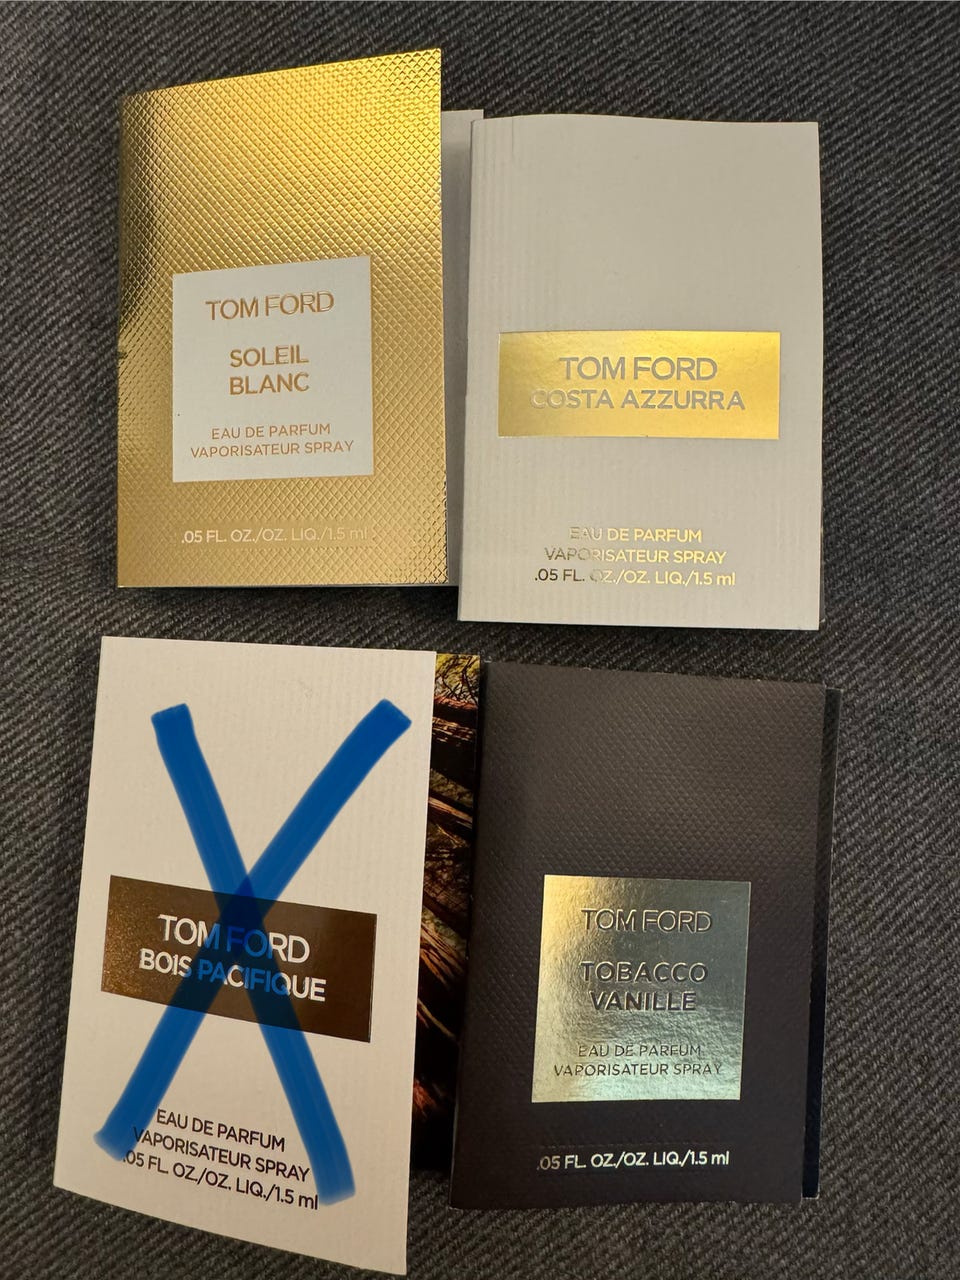 TOM FORD
SOLEIL
BLANC
EAU DE PARFUM
VAPORISATEUR SPRAY
.05 FL. OZ./OZ. LIQ./1.5 ml
TOM FORD
COSTA AZZURRA
EAU DE PARFUM
VAPORISATEUR SPRAY
.05 FL. OZ./OZ. LIQ./1.5 ml
TOM FORD
BOIS PACIFIQUE
EAU DE PARFUM
VAPORISATEUR SPRAY
.05 FL. OZ./OZ. LIQ./1.5 ml
TOM FORD
TOBACCO
VANILLE
EAU DE PARFUM
VAPORISATEUR SPRAY
.05 FL. OZ./OZ. LIQ./1.5 ml